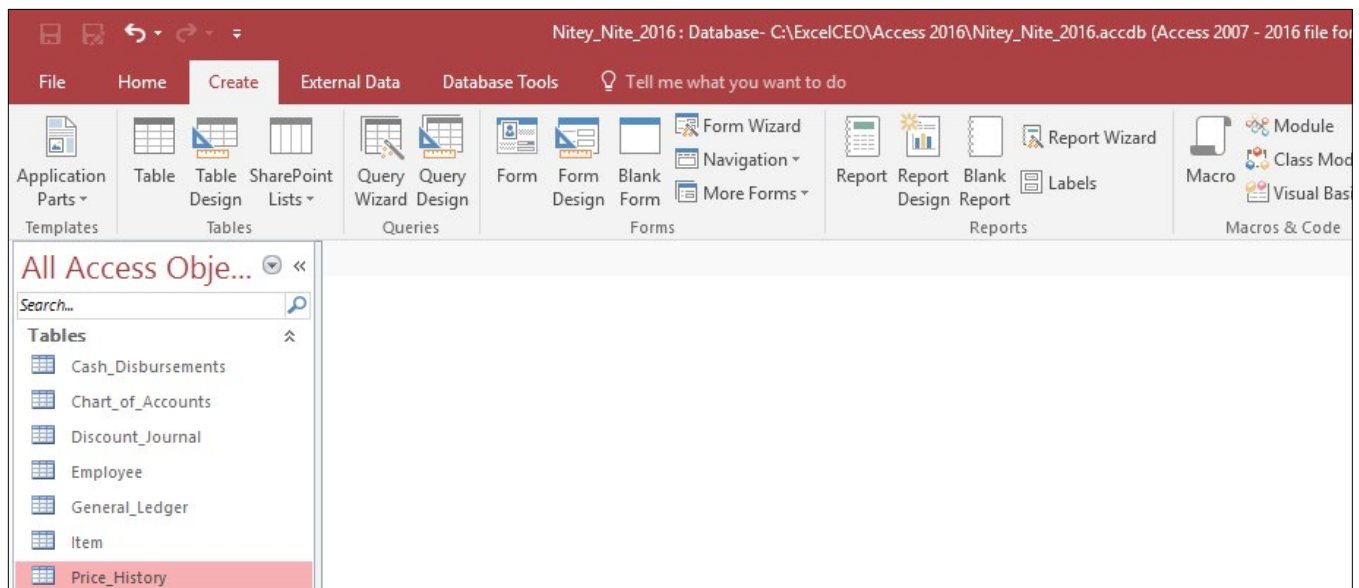 Nitey_Nite_2016 : Database- C:\ExcelCEO\Access 2016\Nitey_Nite_2016.accdb (Access 2007 - 2016 file for
File Home Create External Data Database Tools Tell me what you want to do
Application Parts
Table
Table Design
SharePoint Lists
Query Wizard
Query Design
Form
Form Design
Blank Form
Form Wizard
Navigation
More Forms
Report
Report Design
Blank Report
Report Wizard
Labels
Macro
Module
Class Mod
Visual Basi
Templates Tables Queries Forms Reports Macros & Code
All Access Obje...
Search...
Tables
Cash_Disbursements
Chart_of_Accounts
Discount_Journal
Employee
General_Ledger
Item
Price_History